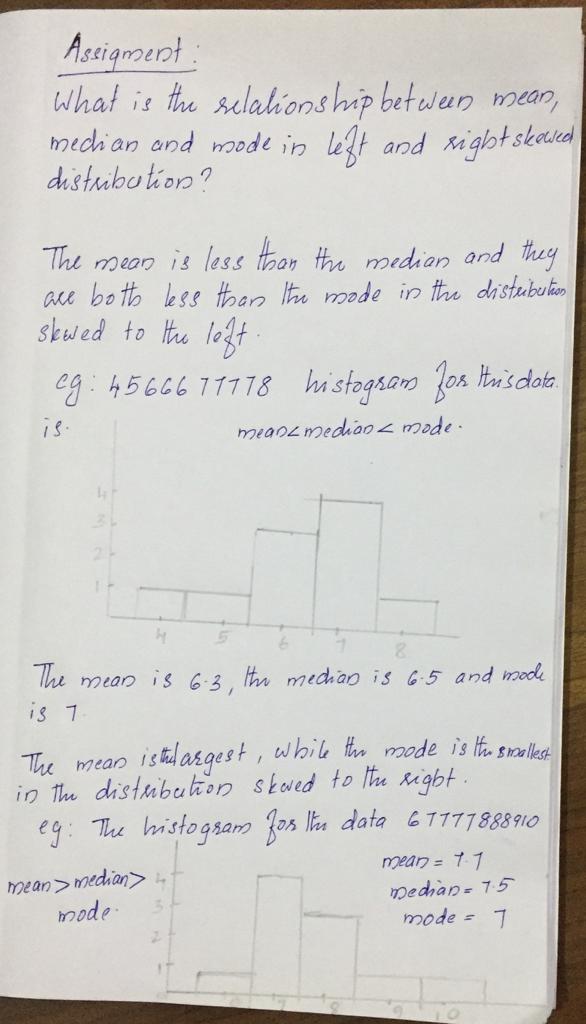 Assigment :
What is the relationship between mean,
median and mode in left and right skewed
distribution?
The mean is less than the median and they
are both less than the mode in the distribution
skewed to the left.
eg: 4566677778 histogram for this data
is.
mean<median< mode.
4
3
2
1
4 5 6 7 8
The mean is 6.3, the median is 6.5 and mode
is 7.
The mean is the largest, while the mode is the smallest
in the distribution skewed to the right.
eg: The histogram for the data 67777888910
mean>median>
mode.
mean = 7.7
median = 7.5
mode = 7
4
3
2
1
6 7 8 9 10